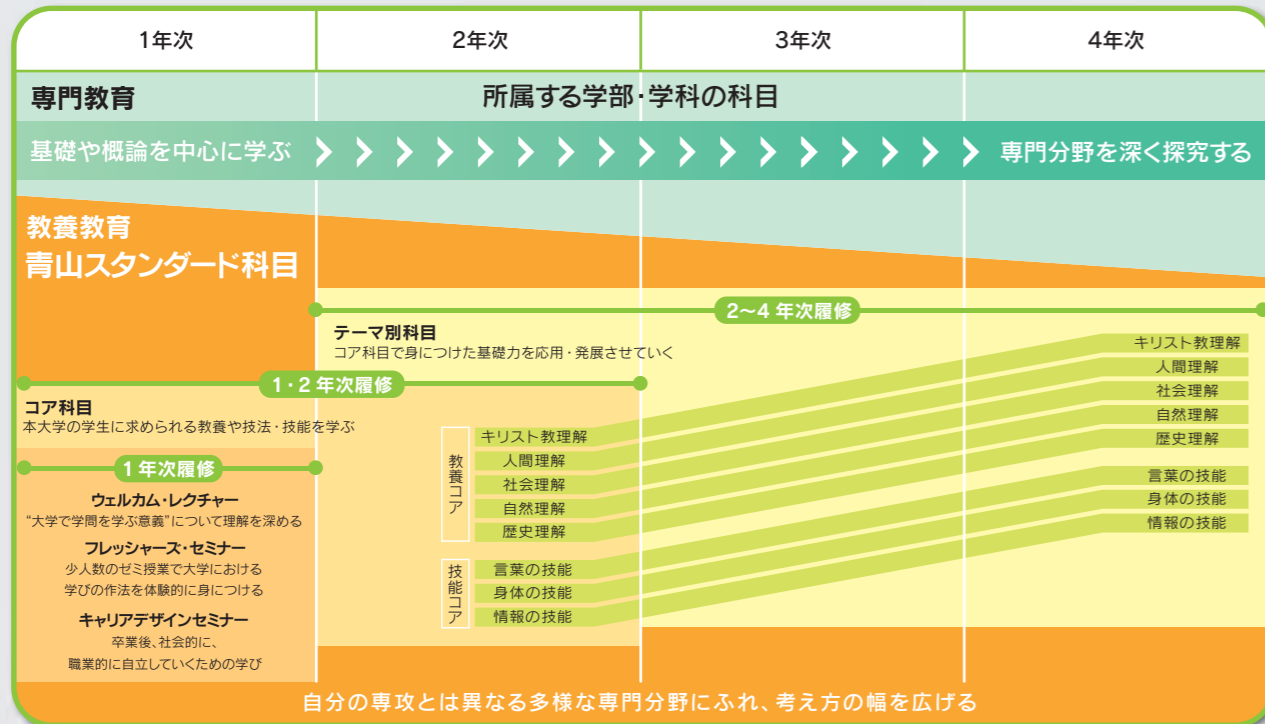 1年次
2年次
3年次
4年次
専門教育
所属する学部・学科の科目
基礎や概論を中心に学ぶ
専門分野を深く探究する
教養教育
青山スタンダード科目
2〜4 年次履修
テーマ別科目
コア科目で身につけた基礎力を応用・発展させていく
1・2 年次履修
コア科目
本大学の学生に求められる教養や技法・技能を学ぶ
1 年次履修
ウェルカム・レクチャー
“大学で学問を学ぶ意義”について理解を深める
フレッシャーズ・セミナー
少人数のゼミ授業で大学における
学びの作法を体験的に身につける
キャリアデザインセミナー
卒業後、社会的に、
職業的に自立していくための学び
教養コア
キリスト教理解
人間理解
社会理解
自然理解
歴史理解
技能コア
言葉の技能
身体の技能
情報の技能
キリスト教理解
人間理解
社会理解
自然理解
歴史理解
言葉の技能
身体の技能
情報の技能
自分の専攻とは異なる多様な専門分野にふれ、考え方の幅を広げる